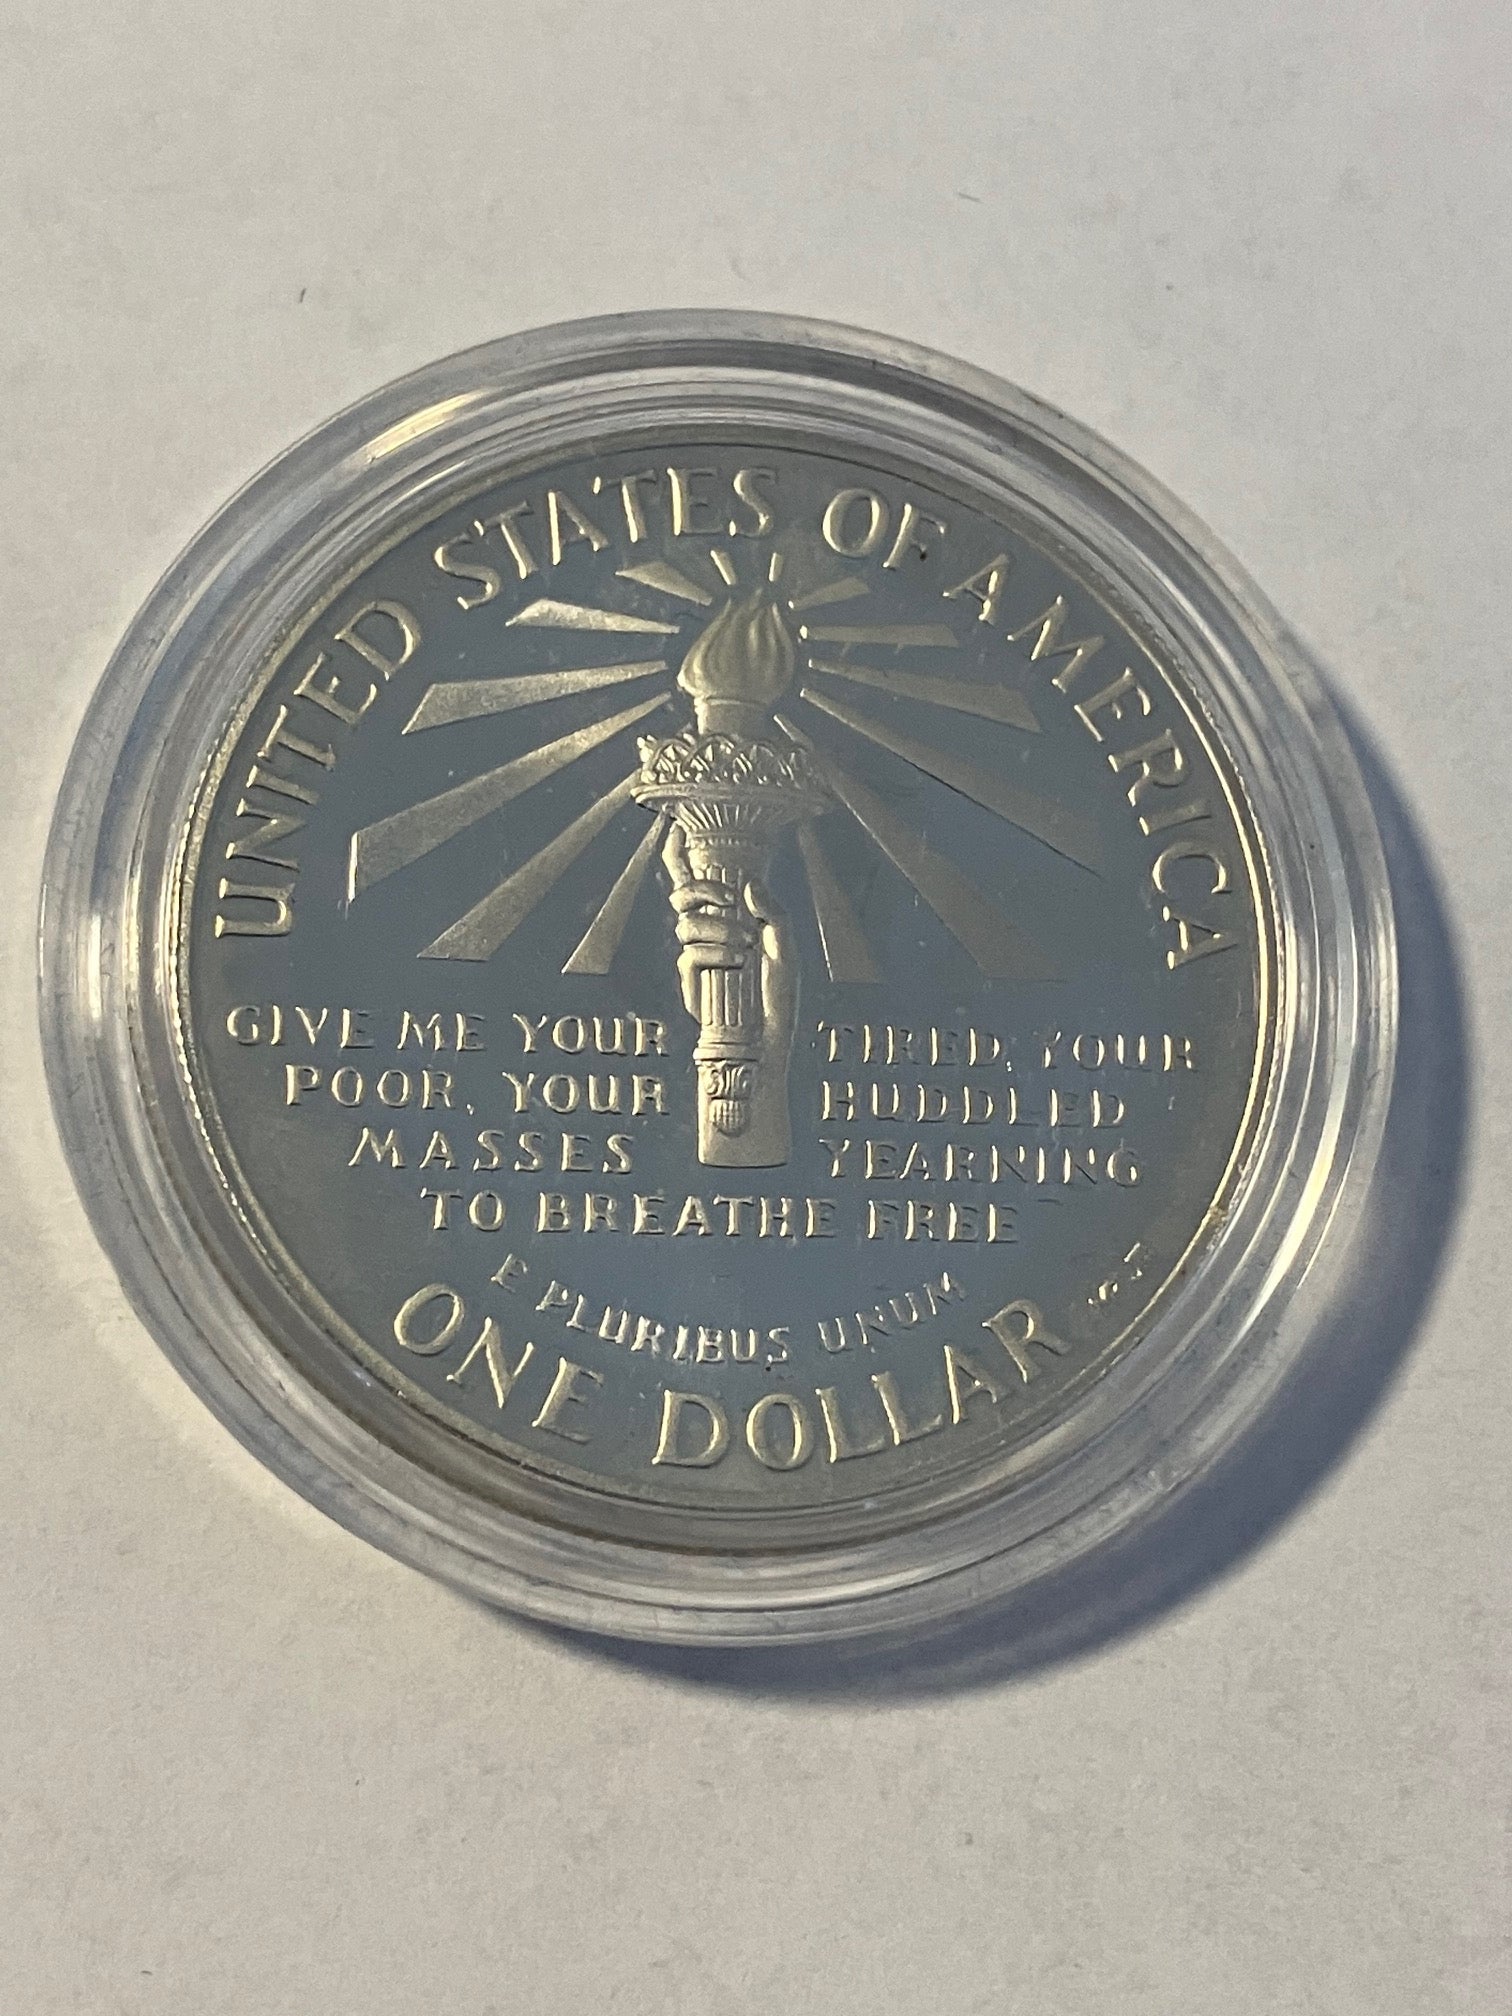 UNITED STATES OF AMERICA
GIVE ME YOUR TIRED, YOUR
POOR, YOUR HUDDLED
MASSES YEARNING
TO BREATHE FREE
E PLURIBUS UNUM
ONE DOLLAR